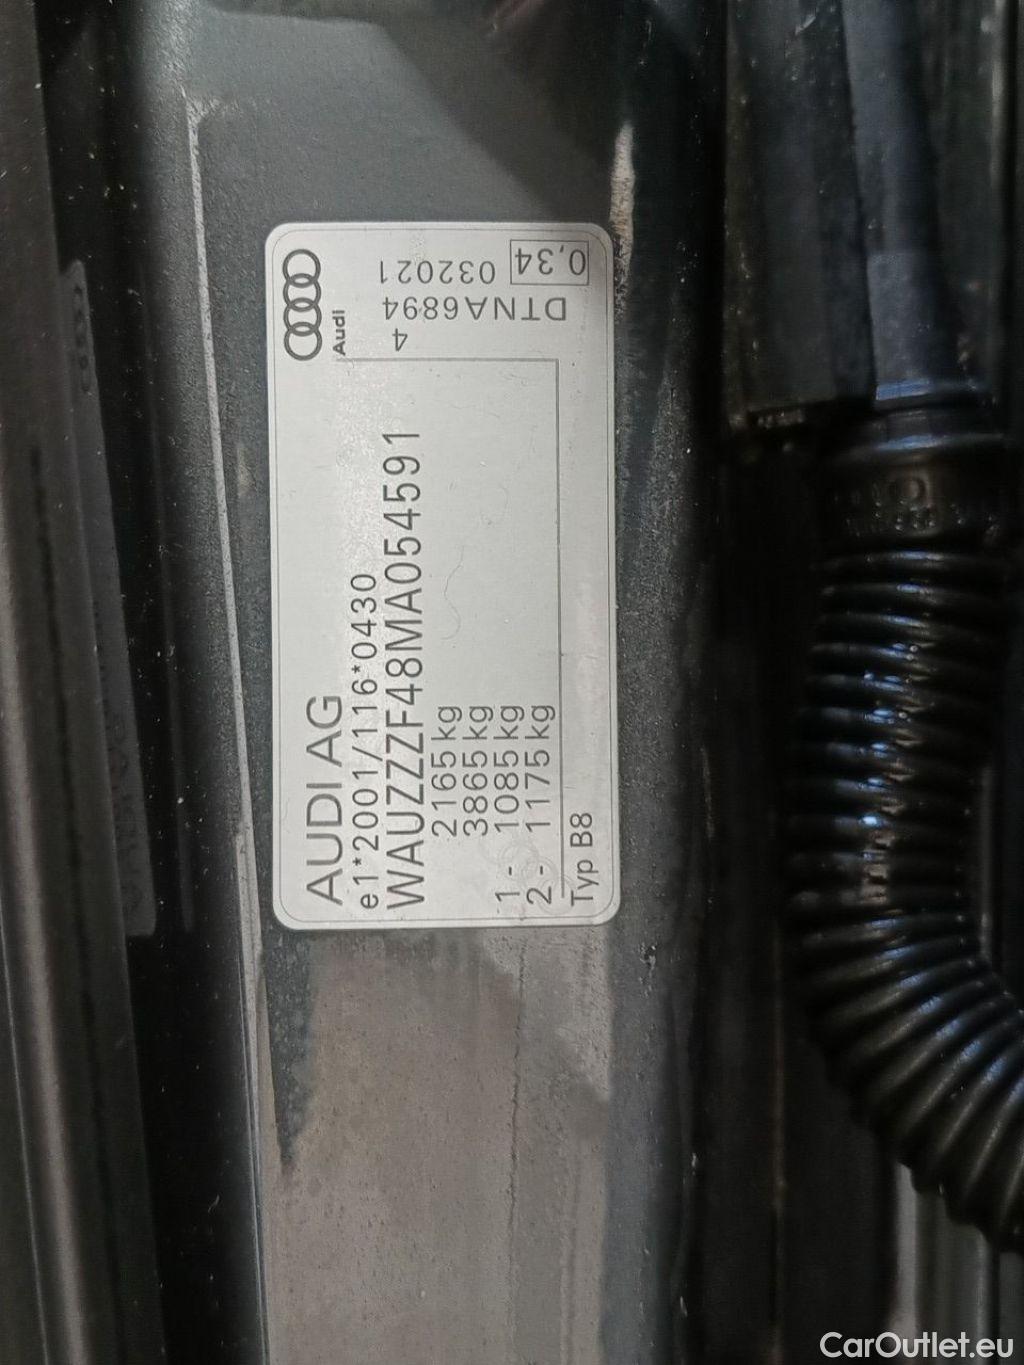 AUDI AG
e1*2001/116*0430
WAUZZZF48MA054591
2165 kg
3865 kg
1 - 1085 kg
2 - 1175 kg
Typ B8
Audi
4
DTNA6894
032021
0,34
CarOutlet.eu